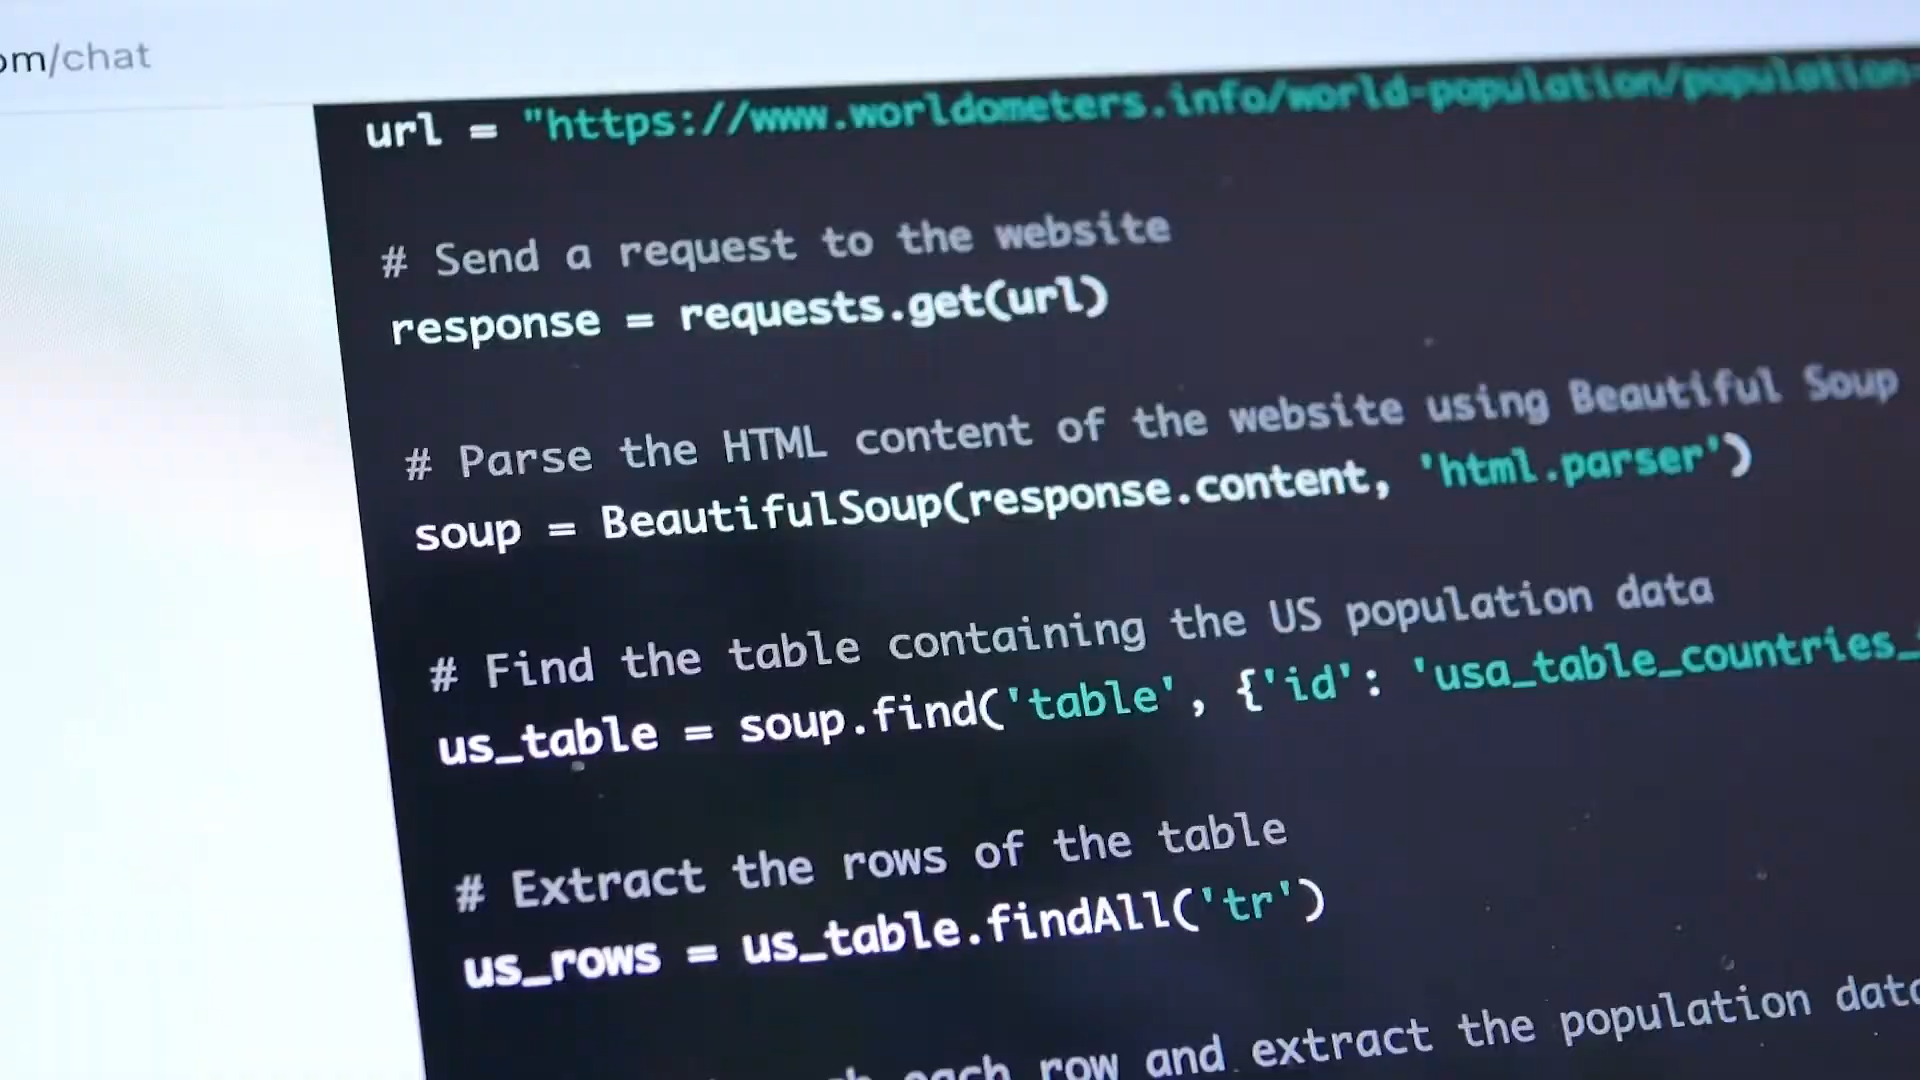 om/chat
url = "https://www.worldometers.info/world-population/population-
# Send a request to the website
response = requests.get(url)
# Parse the HTML content of the website using Beautiful Soup
soup = BeautifulSoup(response.content, 'html.parser')
# Find the table containing the US population data
us_table = soup.find('table', {'id': 'usa_table_countries_
# Extract the rows of the table
us_rows = us_table.findAll('tr')
each row and extract the population data